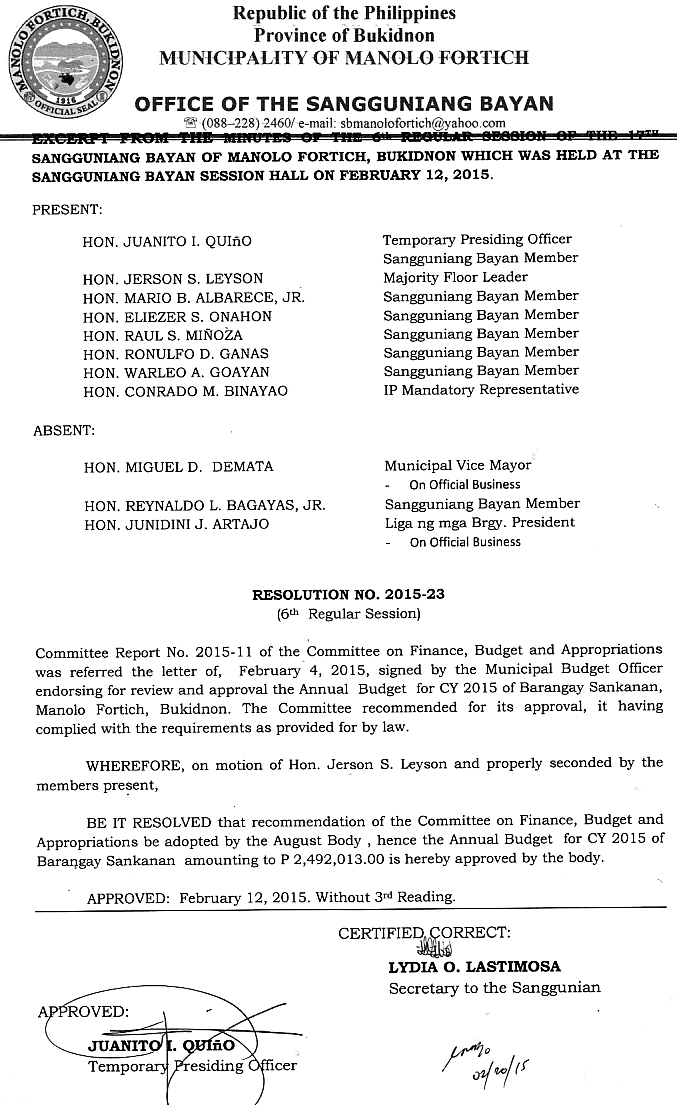 Republic of the Philippines
Province of Bukidnon
MUNICIPALITY OF MANOLO FORTICH
MANOLO FORTICH, BUKIDNON
1916
OFFICIAL SEAL
OFFICE OF THE SANGGUNIANG BAYAN
☏ (088–228) 2460/ e-mail: sbmanolofortich@yahoo.com
EXCERPT FROM THE MINUTES OF THE 6th REGULAR SESSION OF THE 17TH
SANGGUNIANG BAYAN OF MANOLO FORTICH, BUKIDNON WHICH WAS HELD AT THE
SANGGUNIANG BAYAN SESSION HALL ON FEBRUARY 12, 2015.
PRESENT:
HON. JUANITO I. QUIñO Temporary Presiding Officer
Sangguniang Bayan Member
HON. JERSON S. LEYSON Majority Floor Leader
HON. MARIO B. ALBARECE, JR. Sangguniang Bayan Member
HON. ELIEZER S. ONAHON Sangguniang Bayan Member
HON. RAUL S. MIÑOZA Sangguniang Bayan Member
HON. RONULFO D. GANAS Sangguniang Bayan Member
HON. WARLEO A. GOAYAN Sangguniang Bayan Member
HON. CONRADO M. BINAYAO IP Mandatory Representative
ABSENT:
HON. MIGUEL D. DEMATA Municipal Vice Mayor
- On Official Business
HON. REYNALDO L. BAGAYAS, JR. Sangguniang Bayan Member
HON. JUNIDINI J. ARTAJO Liga ng mga Brgy. President
- On Official Business
RESOLUTION NO. 2015-23
(6th Regular Session)
Committee Report No. 2015-11 of the Committee on Finance, Budget and Appropriations
was referred the letter of, February 4, 2015, signed by the Municipal Budget Officer
endorsing for review and approval the Annual Budget for CY 2015 of Barangay Sankanan,
Manolo Fortich, Bukidnon. The Committee recommended for its approval, it having
complied with the requirements as provided for by law.
WHEREFORE, on motion of Hon. Jerson S. Leyson and properly seconded by the
members present,
BE IT RESOLVED that recommendation of the Committee on Finance, Budget and
Appropriations be adopted by the August Body , hence the Annual Budget for CY 2015 of
Barangay Sankanan amounting to P 2,492,013.00 is hereby approved by the body.
APPROVED: February 12, 2015. Without 3rd Reading.
CERTIFIED CORRECT:
LYDIA O. LASTIMOSA
Secretary to the Sanggunian
APPROVED:
JUANITO I. QUIñO
Temporary Presiding Officer
02/20/15